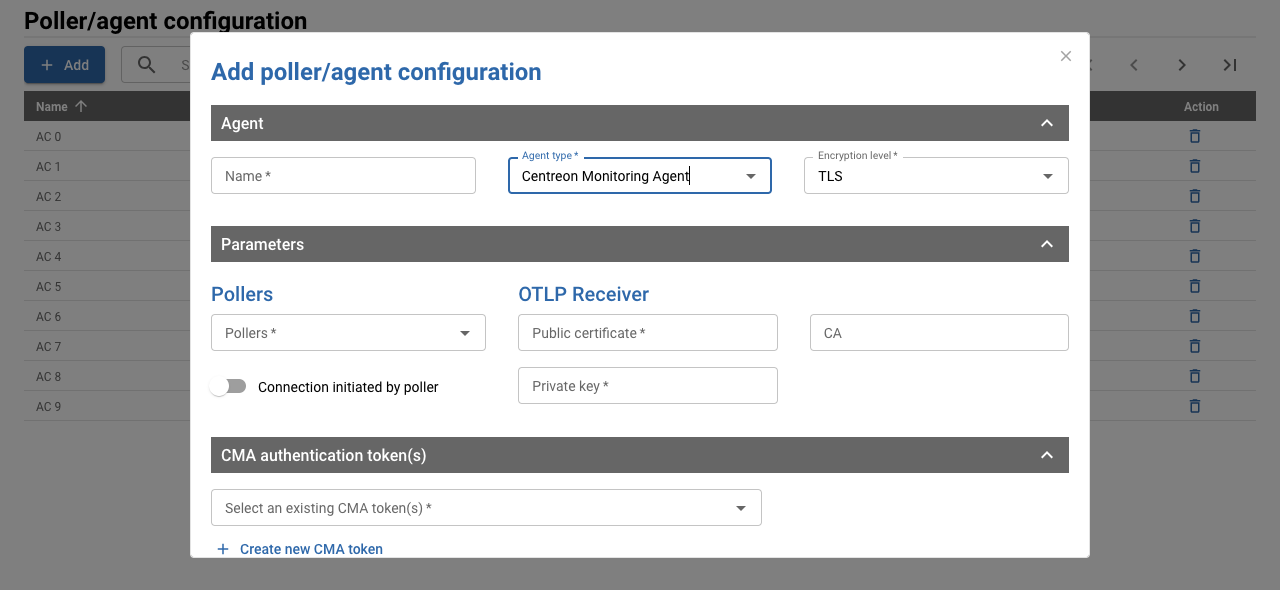 Poller/agent configuration
Add
S
Name
Action
AC 0
AC 1
AC 2
AC 3
AC 4
AC 5
AC 6
AC 7
AC 8
AC 9
Add poller/agent configuration
Agent
Name *
Agent type *
Centreon Monitoring Agent
Encryption level *
TLS
Parameters
Pollers
OTLP Receiver
Pollers *
Public certificate *
CA
Connection initiated by poller
Private key *
CMA authentication token(s)
Select an existing CMA token(s) *
Create new CMA token